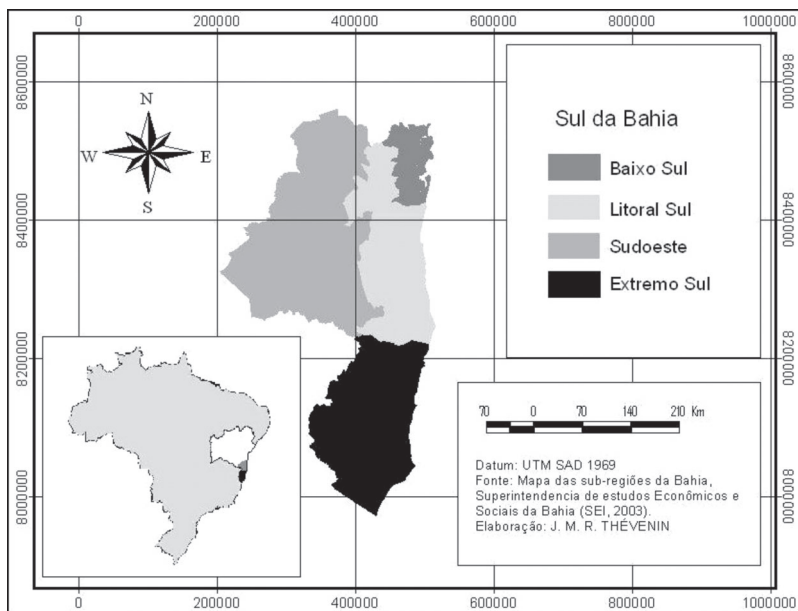 0 200000 400000 600000 800000 1000000
8600000 8600000
8400000 8400000
8200000 8200000
8000000 8000000
N
W E
S
Sul da Bahia
Baixo Sul
Litoral Sul
Sudoeste
Extremo Sul
70 0 70 140 210 Km
Datum: UTM SAD 1969
Fonte: Mapa das sub-regiões da Bahia,
Superintendencia de estudos Econômicos e
Sociais da Bahia (SEI, 2003).
Elaboração: J. M. R. THÉVENIN
0 200000 400000 600000 800000 1000000